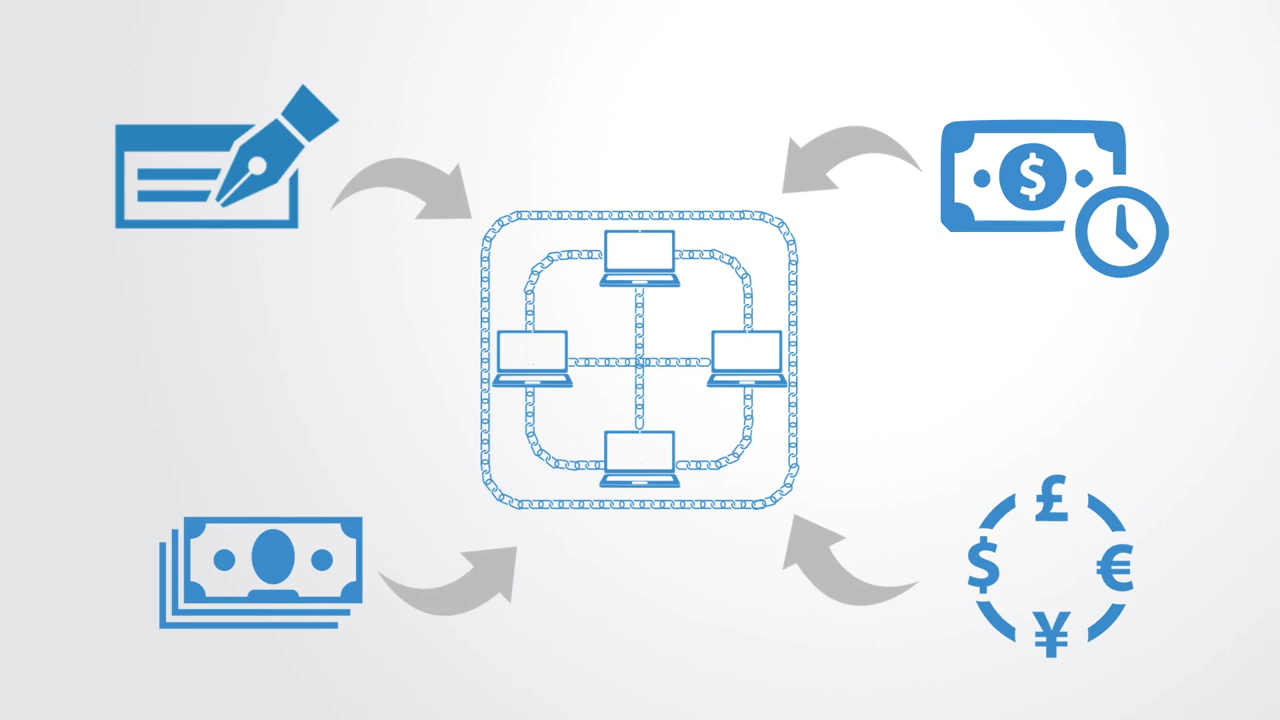 $
£
$ €
¥